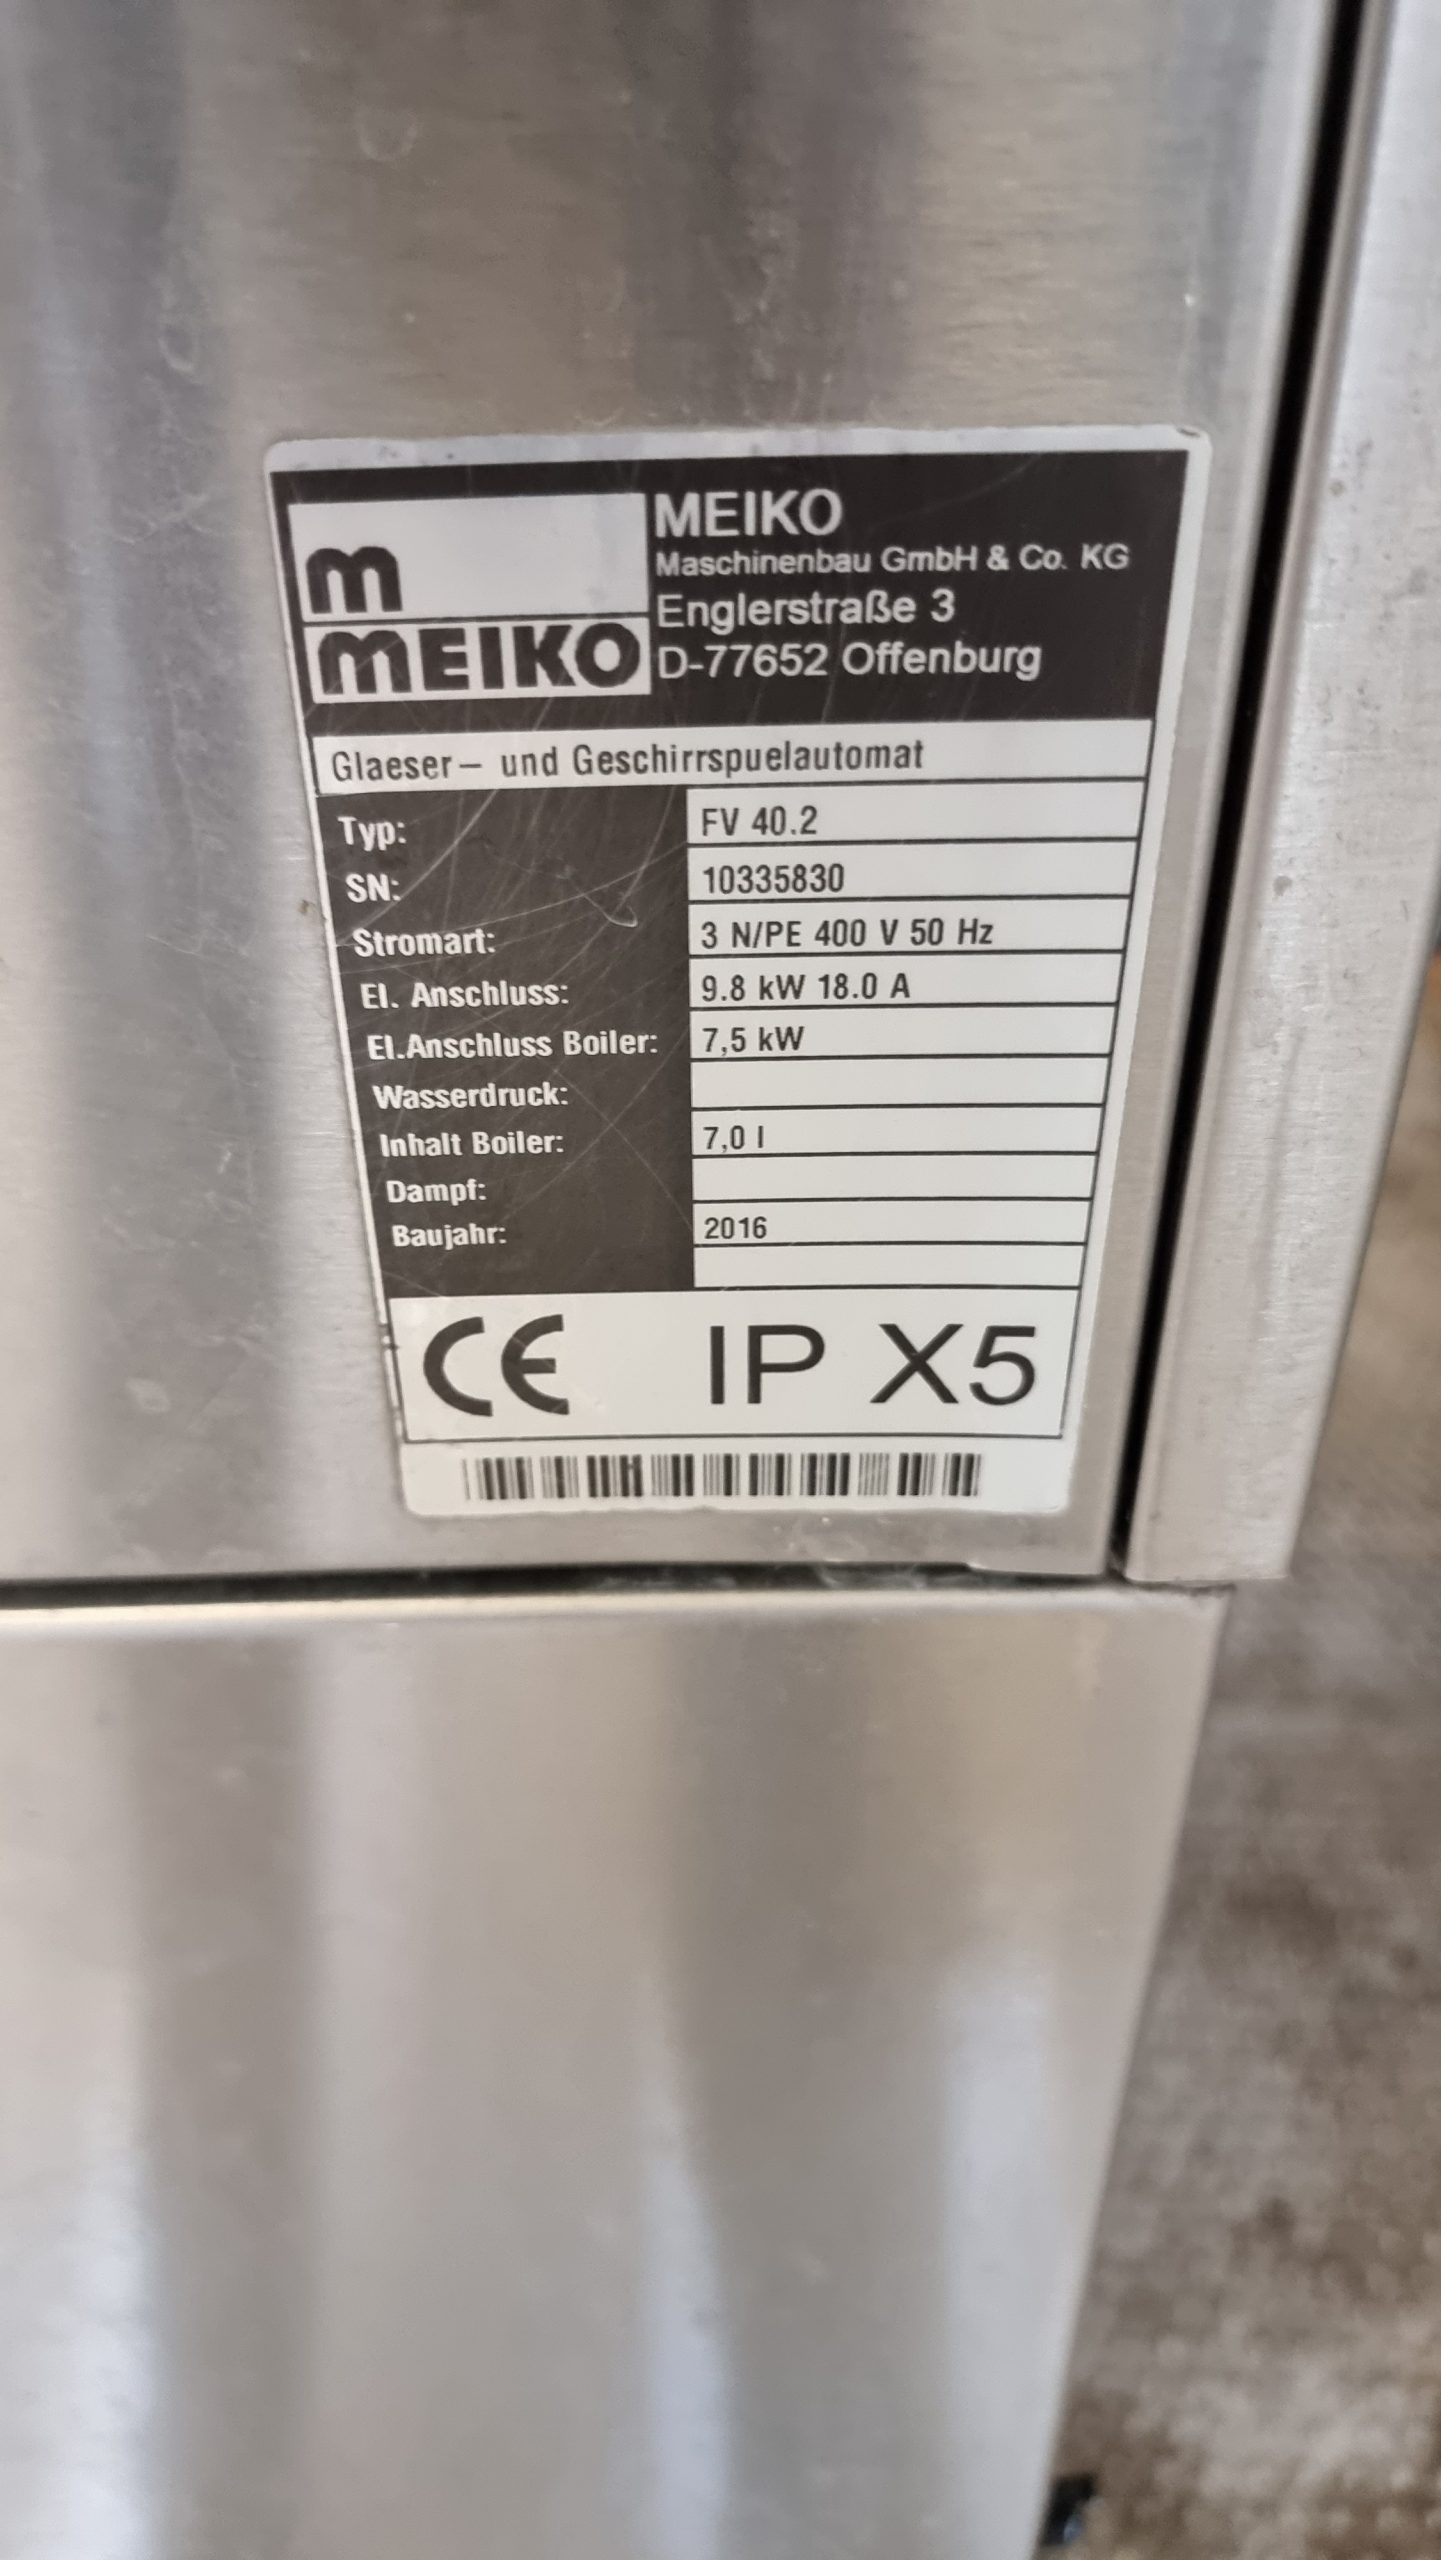 m
MEIKO
MEIKO
Maschinenbau GmbH & Co. KG
Englerstraße 3
D-77652 Offenburg
Glaeser- und Geschirrspuelautomat
Typ: FV 40.2
SN: 10335830
Stromart: 3 N/PE 400 V 50 Hz
El. Anschluss: 9.8 kW 18.0 A
El.Anschluss Boiler: 7,5 kW
Wasserdruck:
Inhalt Boiler: 7,0 l
Dampf:
Baujahr: 2016
CE IP X5